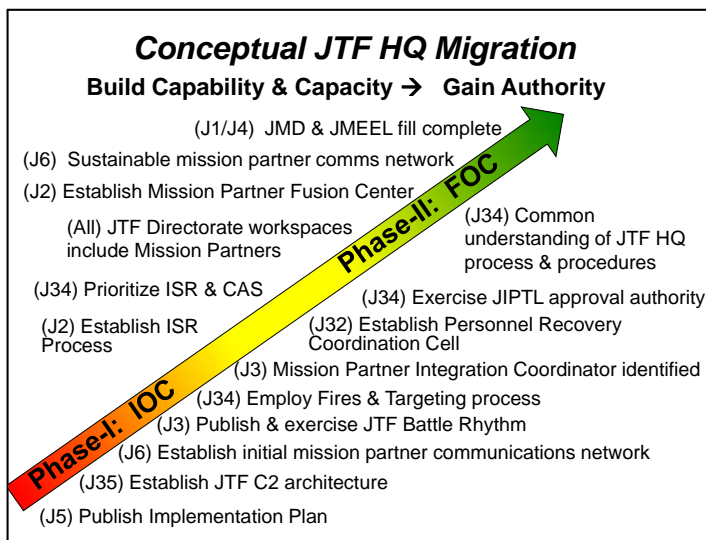 Conceptual JTF HQ Migration
Build Capability & Capacity → Gain Authority
(J1/J4) JMD & JMEEL fill complete
(J6) Sustainable mission partner comms network
(J2) Establish Mission Partner Fusion Center
(All) JTF Directorate workspaces
include Mission Partners
(J34) Prioritize ISR & CAS
(J2) Establish ISR
Process
Phase-I: IOC
Phase-II: FOC
(J34) Common
understanding of JTF HQ
process & procedures
(J34) Exercise JIPTL approval authority
(J32) Establish Personnel Recovery
Coordination Cell
(J3) Mission Partner Integration Coordinator identified
(J34) Employ Fires & Targeting process
(J3) Publish & exercise JTF Battle Rhythm
(J6) Establish initial mission partner communications network
(J35) Establish JTF C2 architecture
(J5) Publish Implementation Plan